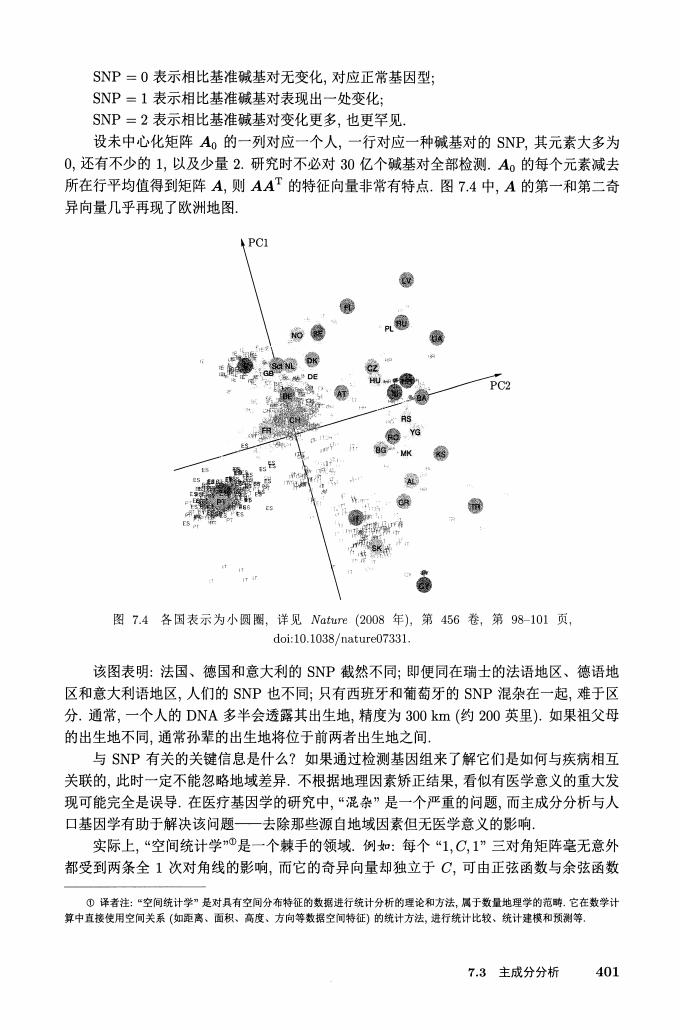 SNP = 0 表示相比基准碱基对无变化, 对应正常基因型;
SNP = 1 表示相比基准碱基对表现出一处变化;
SNP = 2 表示相比基准碱基对变化更多, 也更罕见.
设未中心化矩阵 A₀ 的一列对应一个人, 一行对应一种碱基对的 SNP, 其元素大多为
0, 还有不少的 1, 以及少量 2. 研究时不必对 30 亿个碱基对全部检测. A₀ 的每个元素减去
所在行平均值得到矩阵 A, 则 AAᵀ 的特征向量非常有特点. 图 7.4 中, A 的第一和第二奇
异向量几乎再现了欧洲地图.
PC1
LV
FI
RU
PL
NO
SE
UA
Sct NL
DK
GB
DE
CZ
HU
PC2
BE
AT
BA
CH
RS
FR
YG
RO
BG
MK
KS
AL
GR
PT
TR
IT
SK
CY
图 7.4 各国表示为小圆圈, 详见 Nature (2008 年), 第 456 卷, 第 98–101 页,
doi:10.1038/nature07331.
该图表明: 法国、德国和意大利的 SNP 截然不同; 即便同在瑞士的法语地区、德语地
区和意大利语地区, 人们的 SNP 也不同; 只有西班牙和葡萄牙的 SNP 混杂在一起, 难于区
分. 通常, 一个人的 DNA 多半会透露其出生地, 精度为 300 km (约 200 英里). 如果祖父母
的出生地不同, 通常孙辈的出生地将位于前两者出生地之间.
与 SNP 有关的关键信息是什么? 如果通过检测基因组来了解它们是如何与疾病相互
关联的, 此时一定不能忽略地域差异. 不根据地理因素矫正结果, 看似有医学意义的重大发
现可能完全是误导. 在医疗基因学的研究中, “混杂” 是一个严重的问题, 而主成分分析与人
口基因学有助于解决该问题——去除那些源自地域因素但无医学意义的影响.
实际上, “空间统计学”①是一个棘手的领域. 例如: 每个 “1, C, 1” 三对角矩阵毫无意外
都受到两条全 1 次对角线的影响, 而它的奇异向量却独立于 C, 可由正弦函数与余弦函数
① 译者注: “空间统计学” 是对具有空间分布特征的数据进行统计分析的理论和方法, 属于数量地理学的范畴. 它在数学计
算中直接使用空间关系 (如距离、面积、高度、方向等数据空间特征) 的统计方法, 进行统计比较、统计建模和预测等.
7.3 主成分分析 401